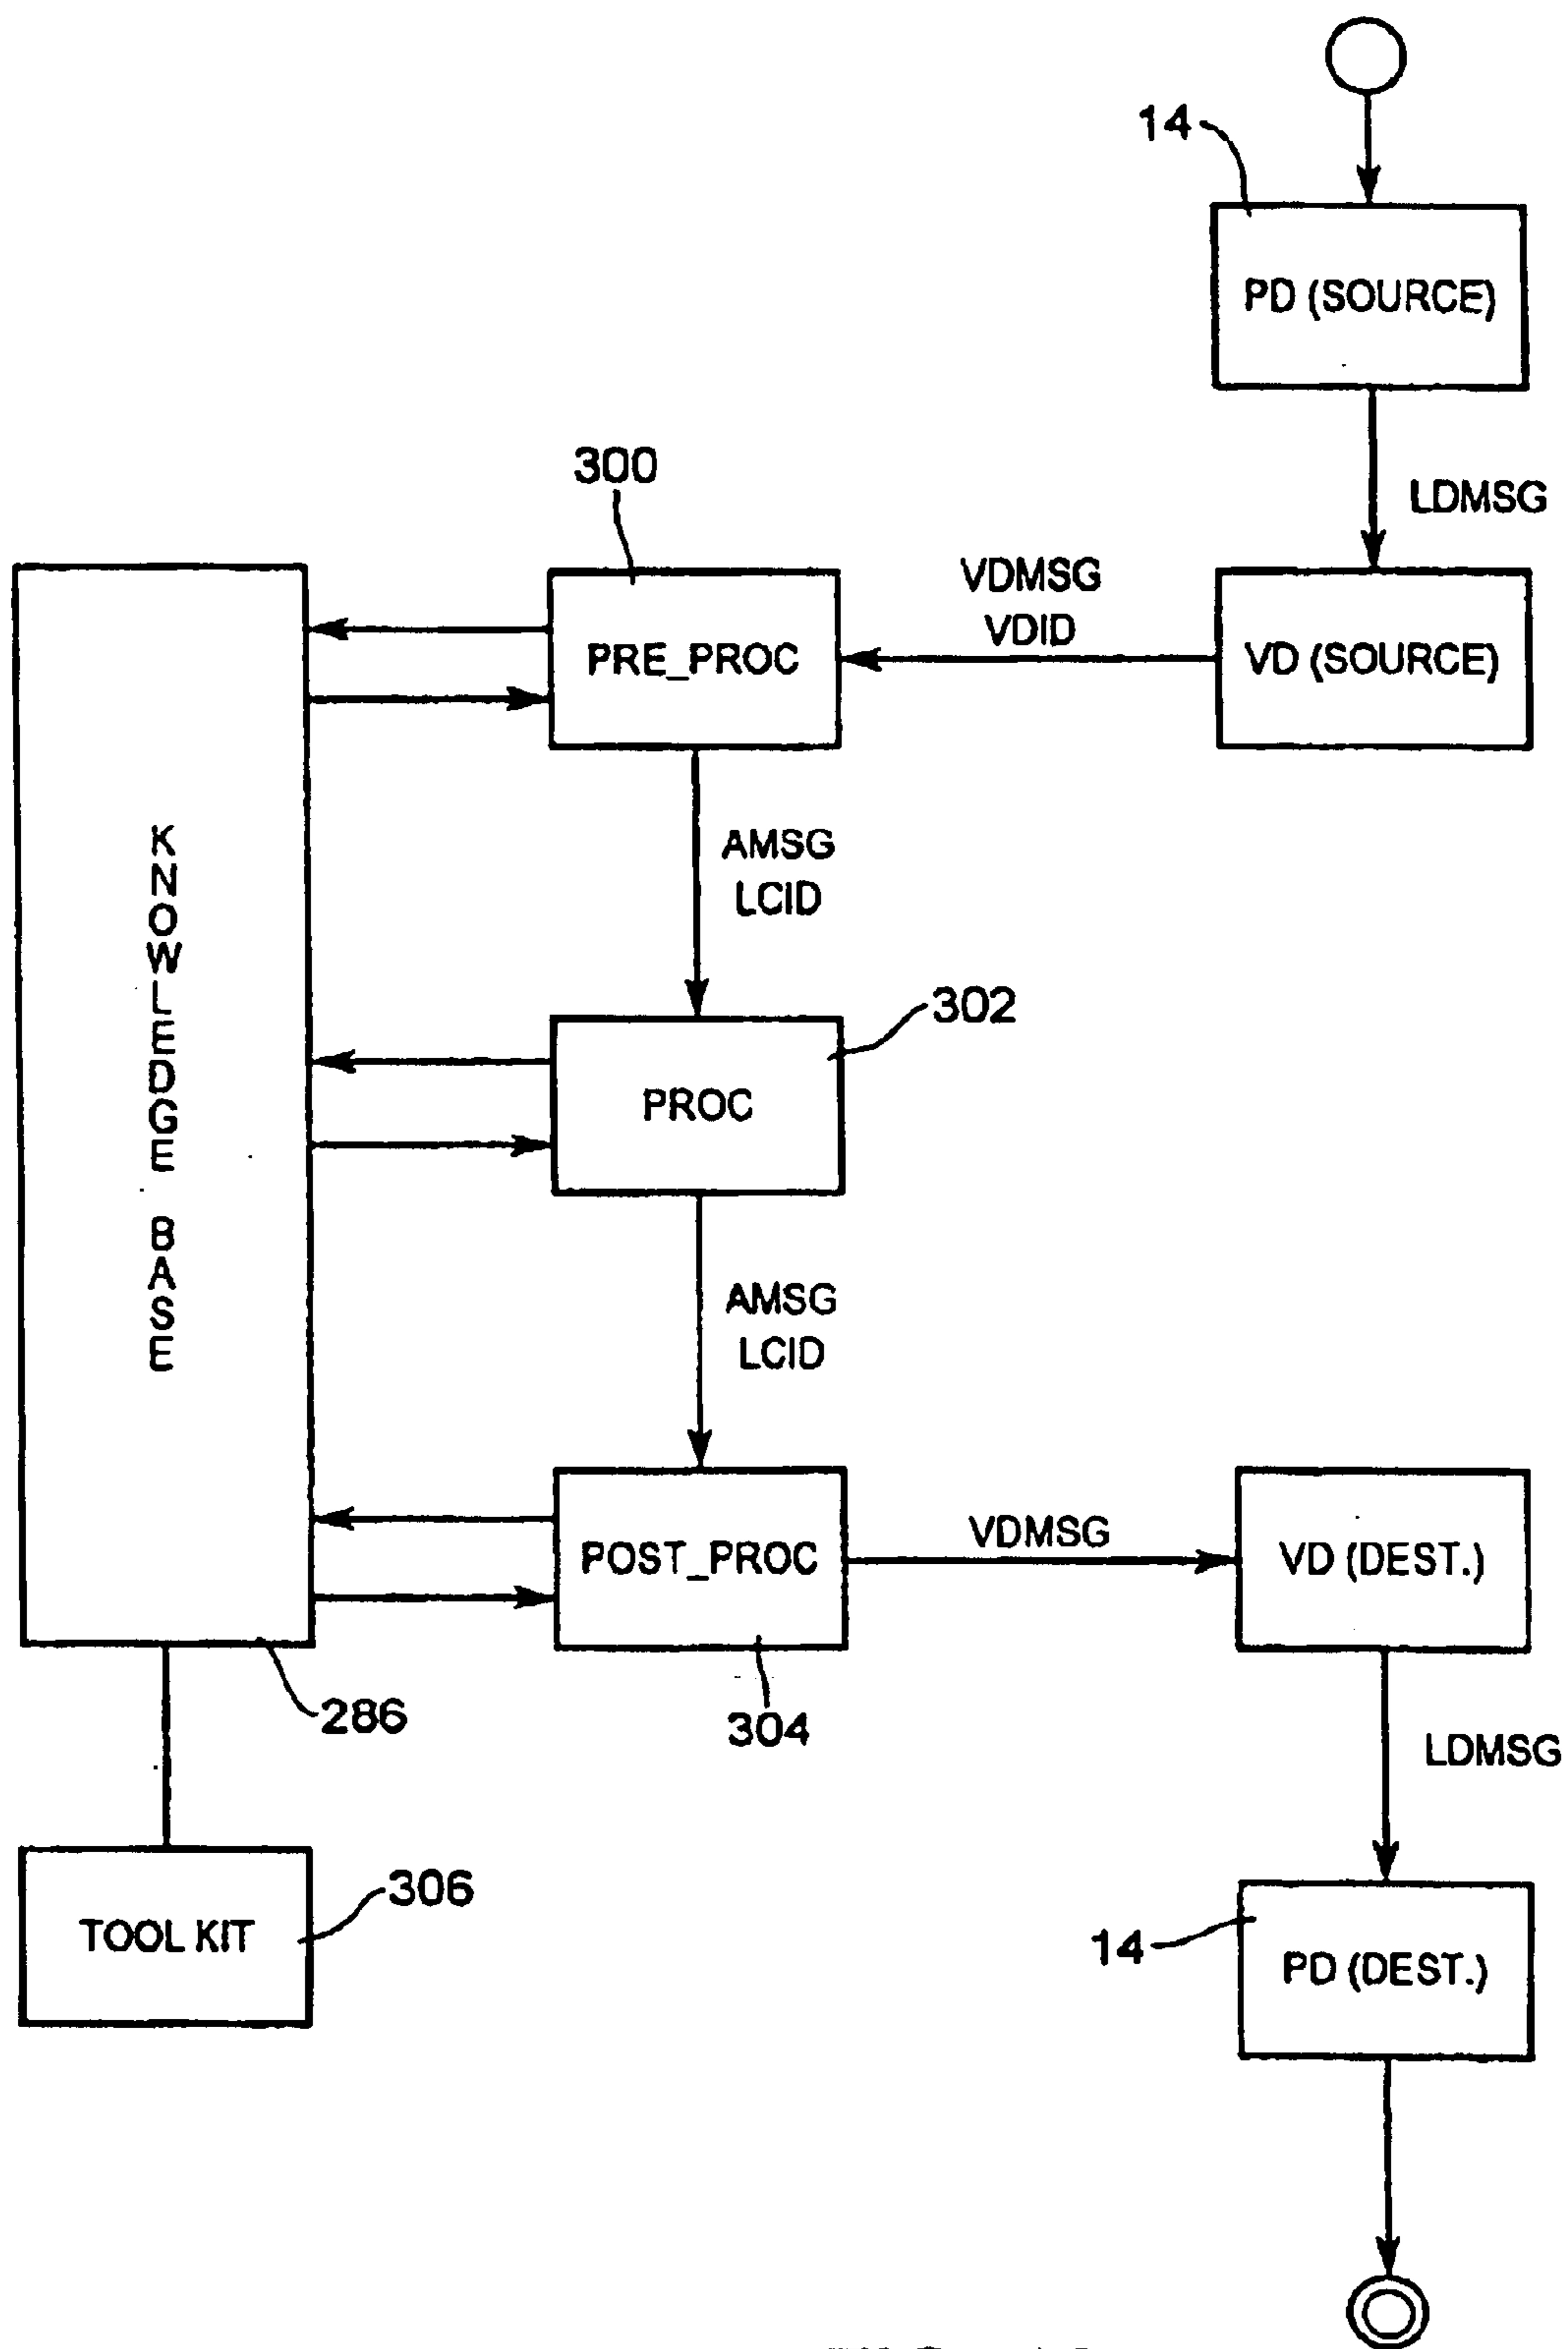 14
PD (SOURCE)
LDMSG
300
VDMSG
VDID
PRE_PROC
VD (SOURCE)
KNOWLEDGE BASE
AMSG
LCID
302
PROC
AMSG
LCID
POST_PROC
VDMSG
VD (DEST.)
286
304
LDMSG
TOOL KIT
306
14
PD (DEST.)